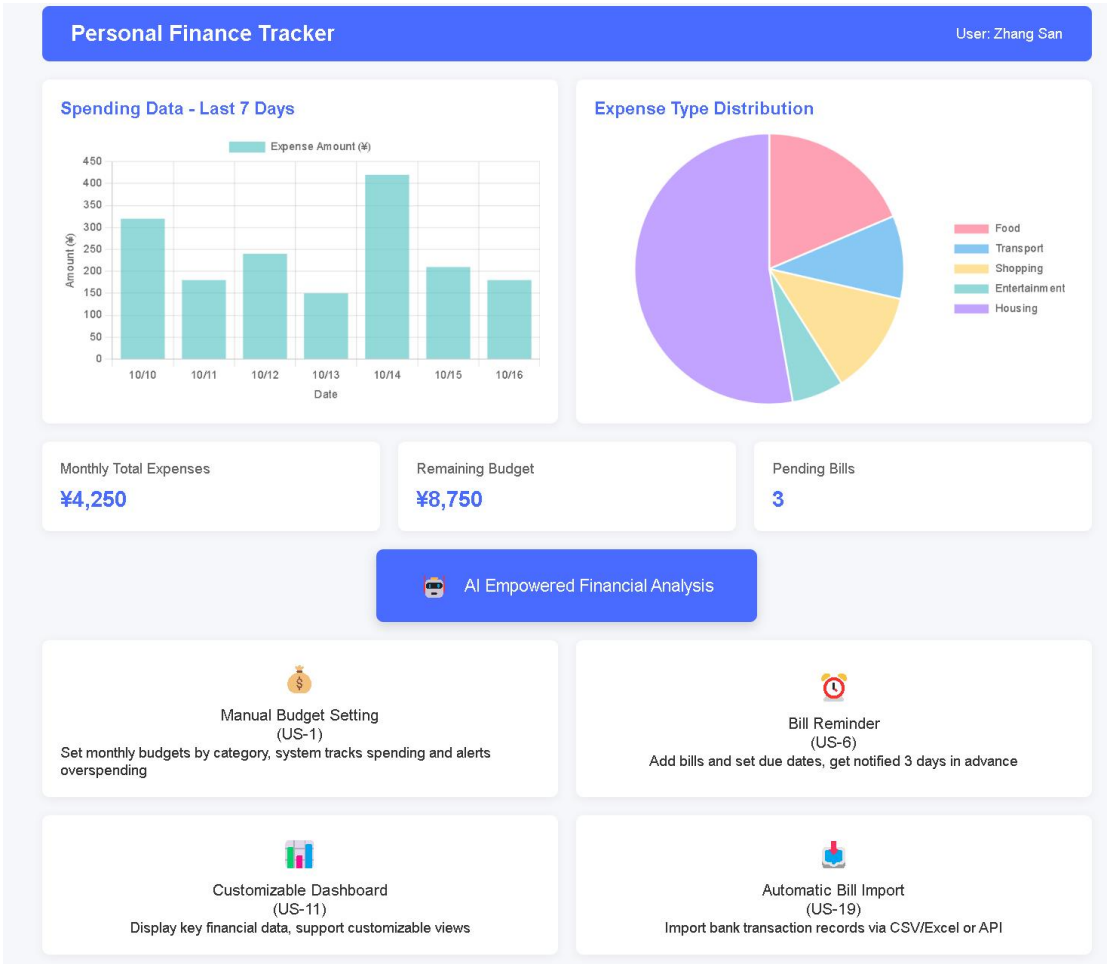 Personal Finance Tracker
User: Zhang San
Spending Data - Last 7 Days
Expense Amount (¥)
450
400
350
300
250
200
150
100
50
0
Amount (¥)
10/10 10/11 10/12 10/13 10/14 10/15 10/16
Date
Expense Type Distribution
Food
Transport
Shopping
Entertainment
Housing
Monthly Total Expenses
¥4,250
Remaining Budget
¥8,750
Pending Bills
3
AI Empowered Financial Analysis
$
Manual Budget Setting
(US-1)
Set monthly budgets by category, system tracks spending and alerts
overspending
Bill Reminder
(US-6)
Add bills and set due dates, get notified 3 days in advance
Customizable Dashboard
(US-11)
Display key financial data, support customizable views
Automatic Bill Import
(US-19)
Import bank transaction records via CSV/Excel or API